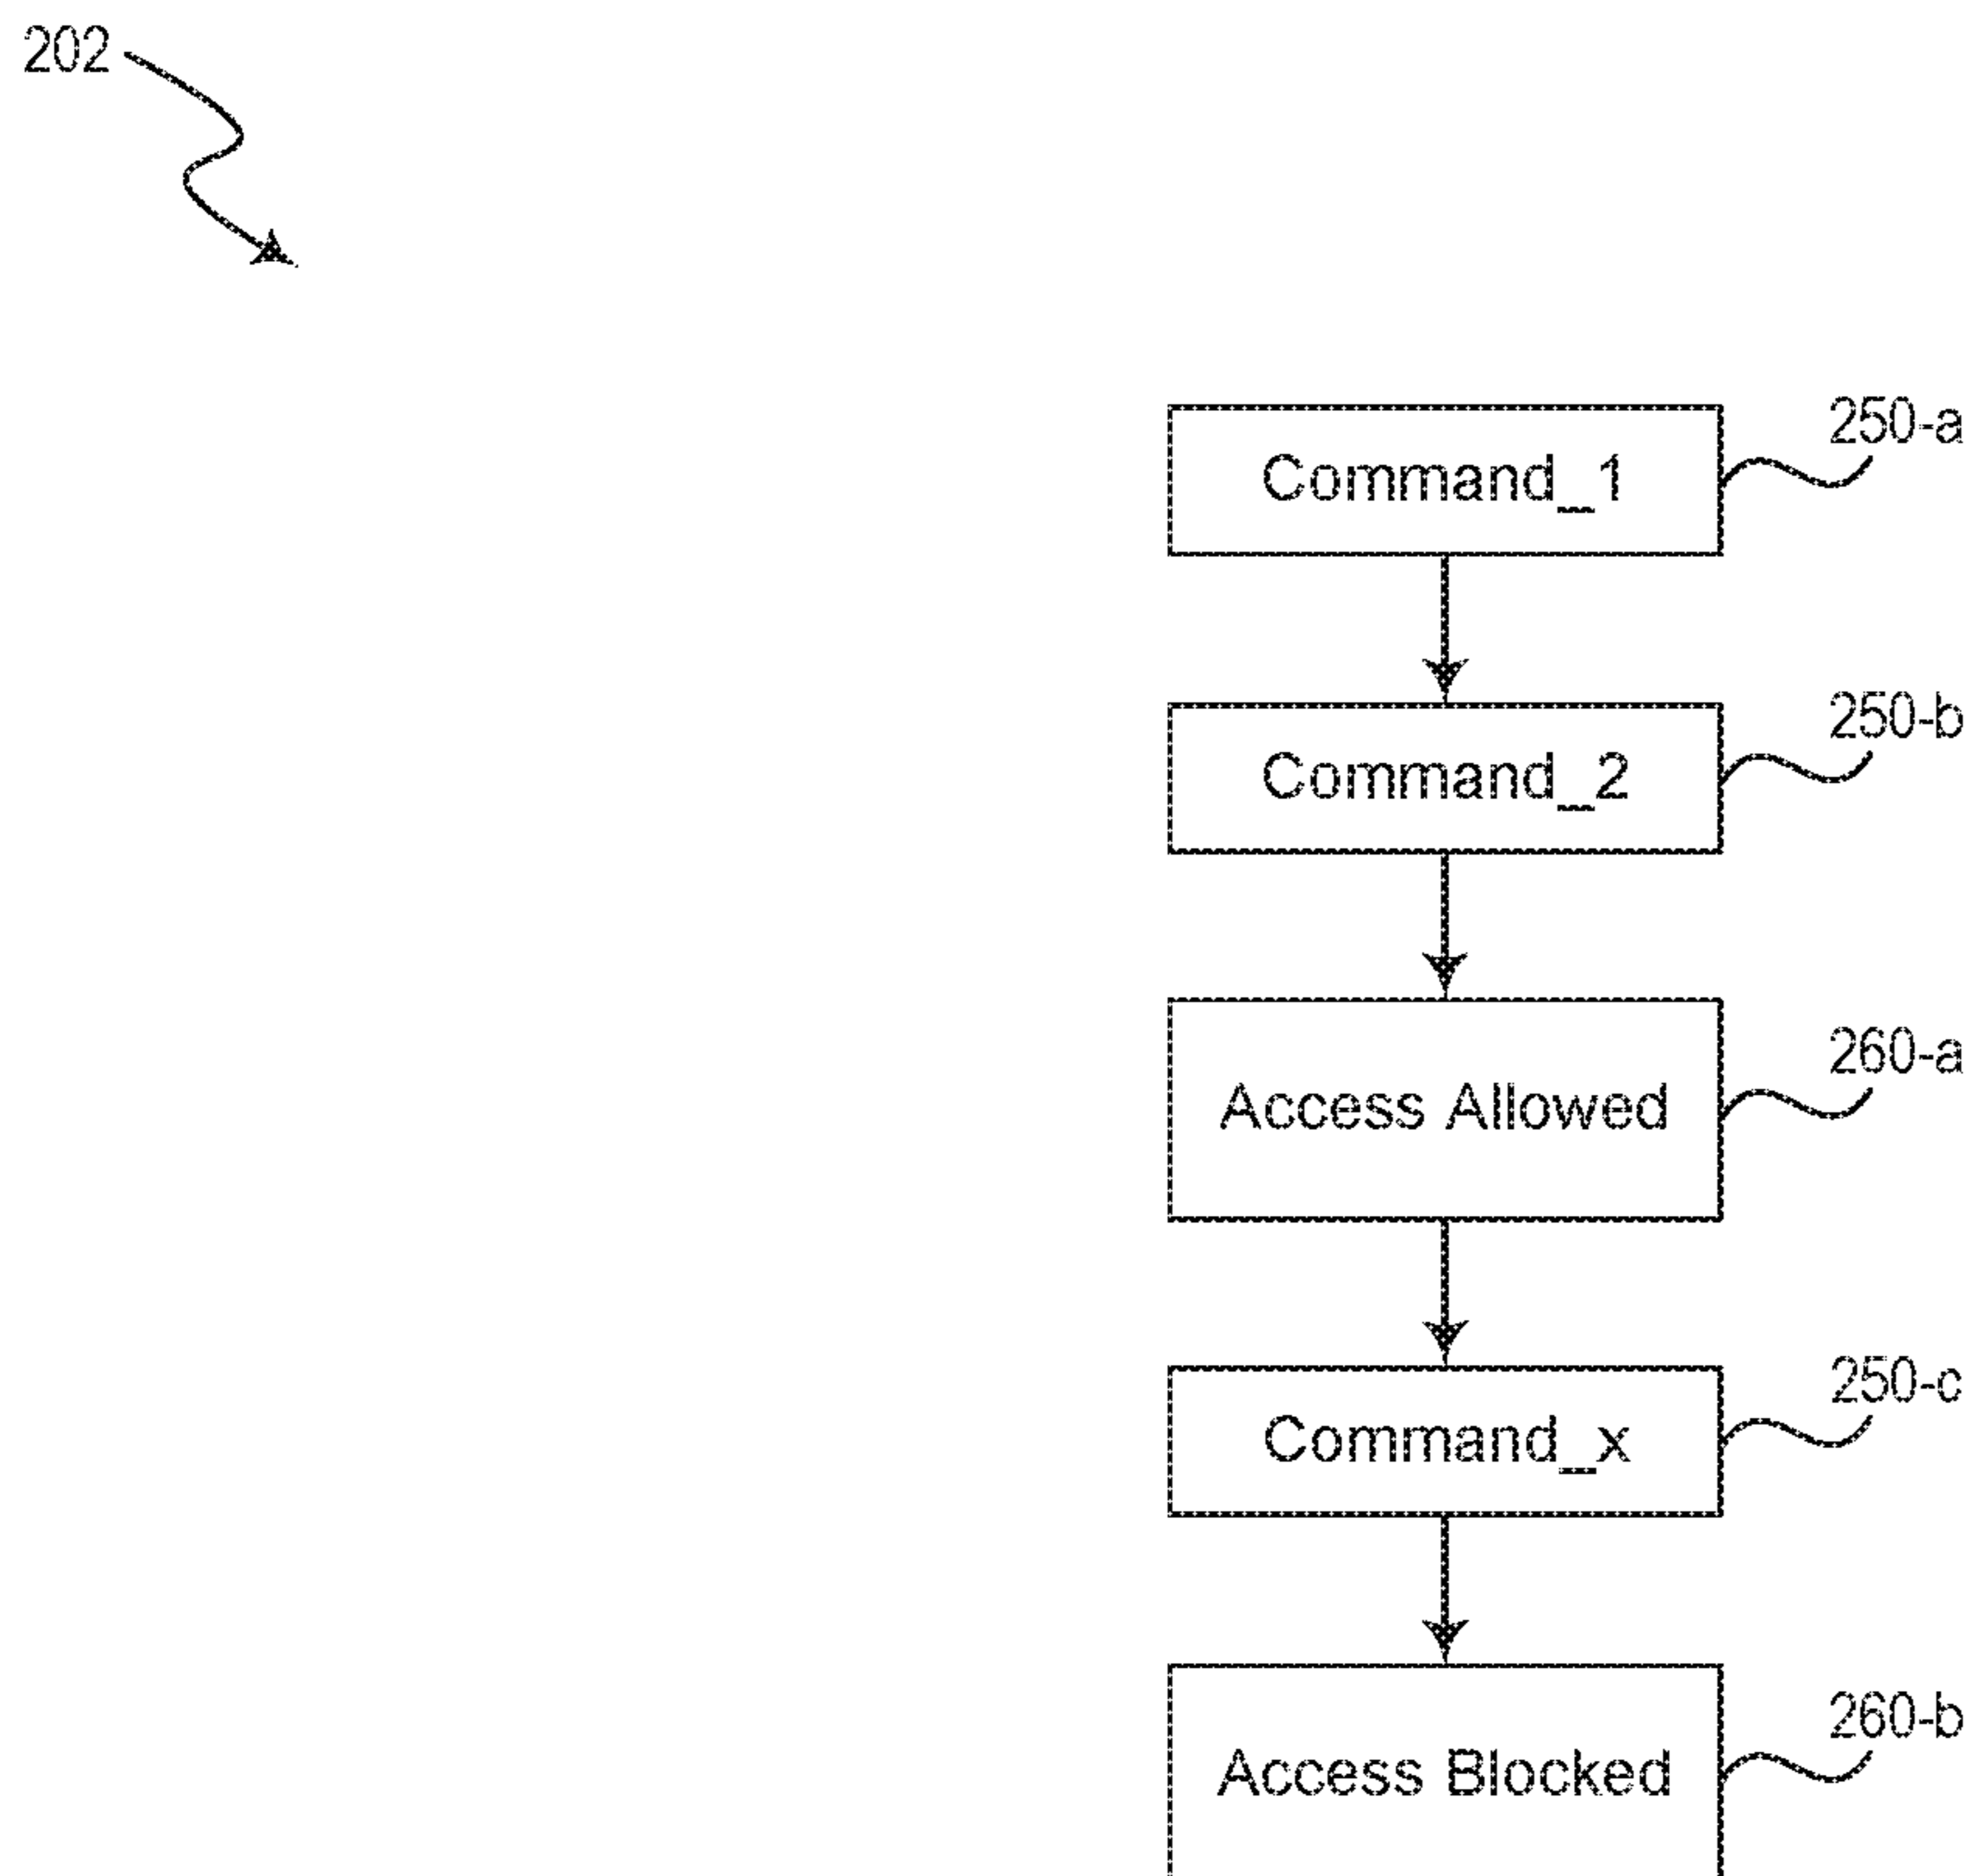 202
250-a
Command_1
250-b
Command_2
260-a
Access Allowed
250-c
Command_x
260-b
Access Blocked